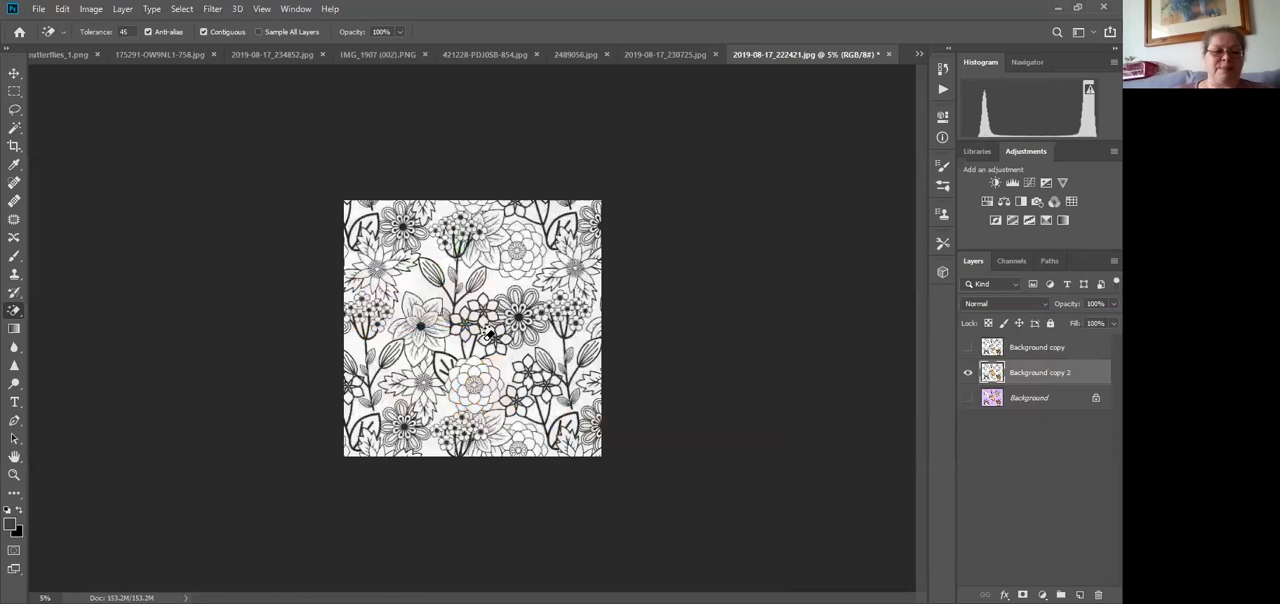 Ps File Edit Image Layer Type Select Filter 3D View Window Help
Tolerance: 45 Anti-alias Contiguous Sample All Layers Opacity: 100%
utterflies_1.png × 175291-OW9NL1-758.jpg × 2019-08-17_234852.jpg × IMG_1907 (002).PNG × 421228-PDJ0SB-854.jpg × 2489056.jpg × 2019-08-17_230725.jpg × 2019-08-17_222421.jpg @ 5% (RGB/8#) * ×
Histogram Navigator
Libraries Adjustments
Add an adjustment
Layers Channels Paths
Kind
Normal Opacity: 100%
Lock: Fill: 100%
Background copy
Background copy 2
Background
5% Doc: 153.2M/153.2M